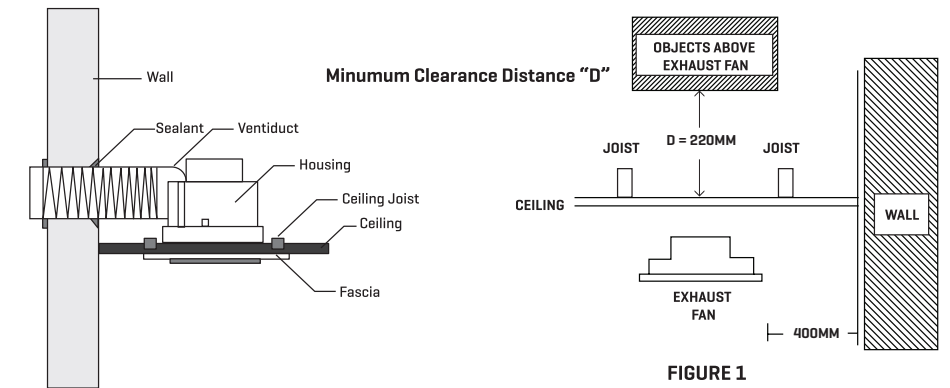 Wall
Sealant
Ventiduct
Housing
Ceiling Joist
Ceiling
Fascia
Minumum Clearance Distance "D"
OBJECTS ABOVE
EXHAUST FAN
D = 220MM
JOIST
JOIST
CEILING
WALL
EXHAUST
FAN
400MM
FIGURE 1